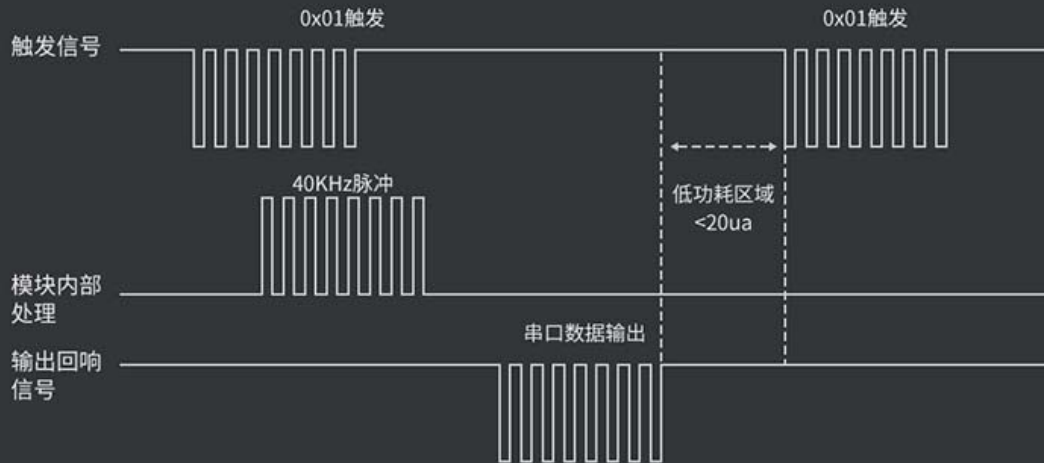 0x01触发
0x01触发
触发信号
40KHz脉冲
低功耗区域
<20ua
模块内部
处理
串口数据输出
输出回响
信号